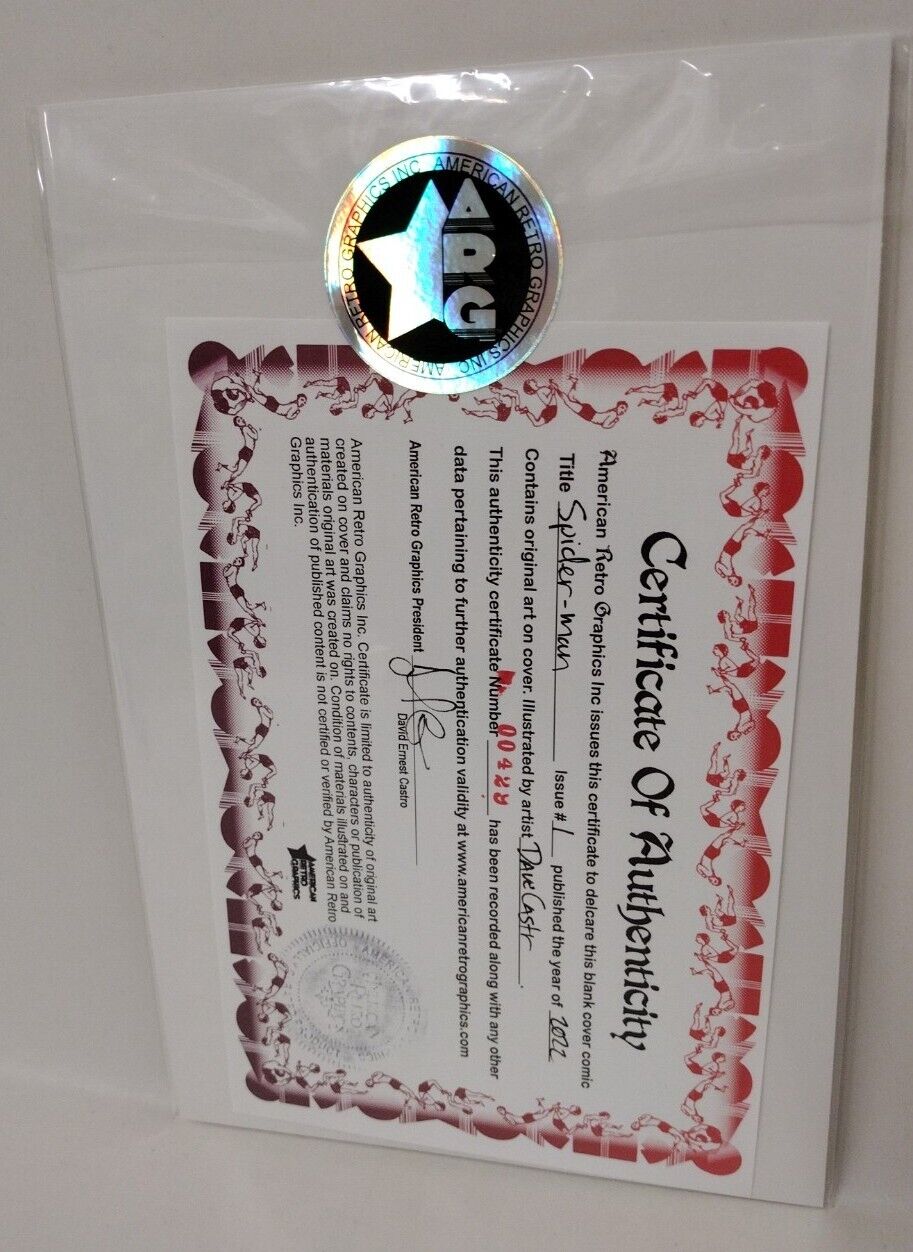 AMERICAN RETRO GRAPHICS INC
AMERICAN RETRO GRAPHICS INC
ARG
Certificate Of Authenticity
American Retro Graphics Inc issues this certificate to delcare this blank cover comic
Title Spider-man Issue # 1 published the year of 2022
Contains original art on cover. Illustrated by artist Dave Castr.
This authenticity certificate Number has been recorded along with any other
data pertaining to further authentication validity at www.americanretrographics.com
American Retro Graphics President
David Ernest Castro
American Retro Graphics Inc. Certificate is limited to authenticity of original art
created on cover and claims no rights to contents, characters or publication of
materials original art was created on. Condition of materials illustrated on and
authentication of published content is not certified or verified by American Retro
Graphics Inc.
AMERICAN
RETRO
GRAPHICS